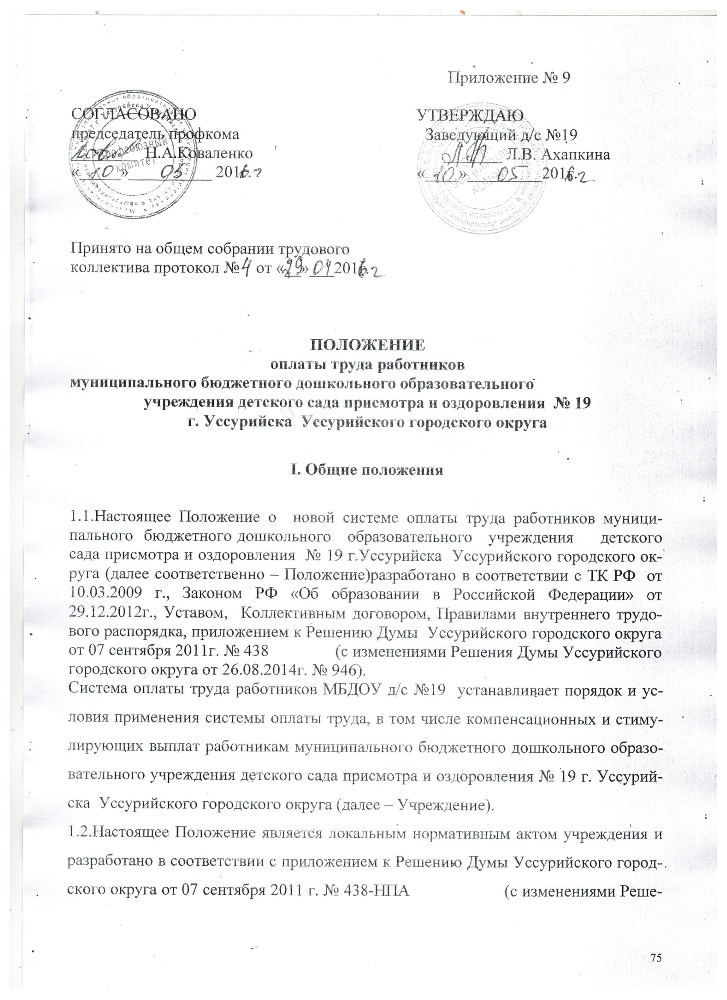 Приложение № 9
СОГЛАСОВАНО
председатель профкома
Н.А.Коваленко
«10» 05 2016.г
УТВЕРЖДАЮ
Заведующий д/с №19
Л.В. Ахапкина
«10» 05 2016.г.
профсоюзный
комитет
Принято на общем собрании трудового
коллектива протокол №4 от «29» 04 2016.г
ПОЛОЖЕНИЕ
оплаты труда работников
муниципального бюджетного дошкольного образовательного
учреждения детского сада присмотра и оздоровления № 19
г. Уссурийска Уссурийского городского округа
I. Общие положения
1.1.Настоящее Положение о новой системе оплаты труда работников муници-
пального бюджетного дошкольного образовательного учреждения детского
сада присмотра и оздоровления № 19 г.Уссурийска Уссурийского городского ок-
руга (далее соответственно – Положение)разработано в соответствии с ТК РФ от
10.03.2009 г., Законом РФ «Об образовании в Российской Федерации» от
29.12.2012г., Уставом, Коллективным договором, Правилами внутреннего трудо-
вого распорядка, приложением к Решению Думы Уссурийского городского округа
от 07 сентября 2011г. № 438 (с изменениями Решения Думы Уссурийского
городского округа от 26.08.2014г. № 946).
Система оплаты труда работников МБДОУ д/с №19 устанавливает порядок и ус-
ловия применения системы оплаты труда, в том числе компенсационных и стиму-
лирующих выплат работникам муниципального бюджетного дошкольного образо-
вательного учреждения детского сада присмотра и оздоровления № 19 г. Уссурий-
ска Уссурийского городского округа (далее – Учреждение).
1.2.Настоящее Положение является локальным нормативным актом учреждения и
разработано в соответствии с приложением к Решению Думы Уссурийского город-
ского округа от 07 сентября 2011 г. № 438-НПА (с изменениями Реше-
75